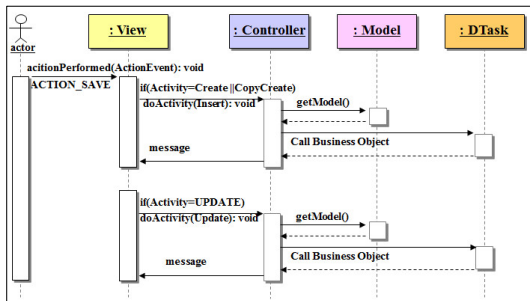 actor
: View
: Controller
: Model
: DTask
acitionPerformed(ActionEvent): void
ACTION_SAVE
if(Activity=Create ||CopyCreate)
doActivity(Insert): void
getModel()
Call Business Object
message
if(Activity=UPDATE)
doActivity(Update): void
getModel()
Call Business Object
message